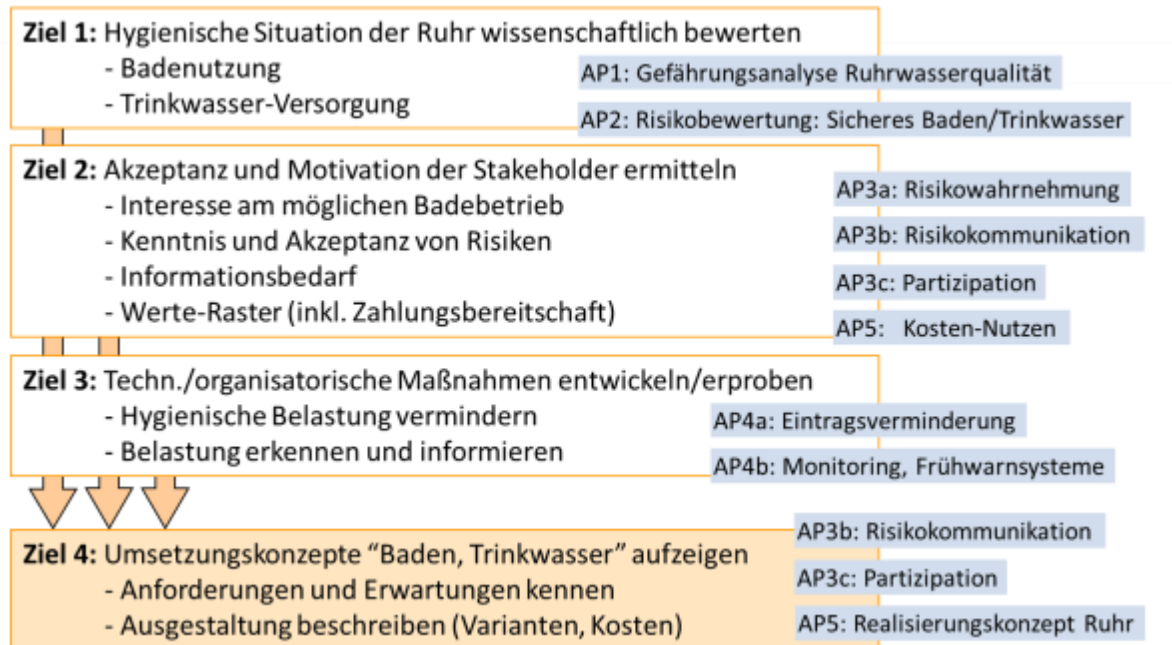 Ziel 1: Hygienische Situation der Ruhr wissenschaftlich bewerten
- Badenutzung
- Trinkwasser-Versorgung
AP1: Gefährungsanalyse Ruhrwasserqualität
AP2: Risikobewertung: Sicheres Baden/Trinkwasser
Ziel 2: Akzeptanz und Motivation der Stakeholder ermitteln
- Interesse am möglichen Badebetrieb
- Kenntnis und Akzeptanz von Risiken
- Informationsbedarf
- Werte-Raster (inkl. Zahlungsbereitschaft)
AP3a: Risikowahrnehmung
AP3b: Risikokommunikation
AP3c: Partizipation
AP5: Kosten-Nutzen
Ziel 3: Techn./organisatorische Maßnahmen entwickeln/erproben
- Hygienische Belastung vermindern
- Belastung erkennen und informieren
AP4a: Eintragsverminderung
AP4b: Monitoring, Frühwarnsysteme
Ziel 4: Umsetzungskonzepte “Baden, Trinkwasser” aufzeigen
- Anforderungen und Erwartungen kennen
- Ausgestaltung beschreiben (Varianten, Kosten)
AP3b: Risikokommunikation
AP3c: Partizipation
AP5: Realisierungskonzept Ruhr